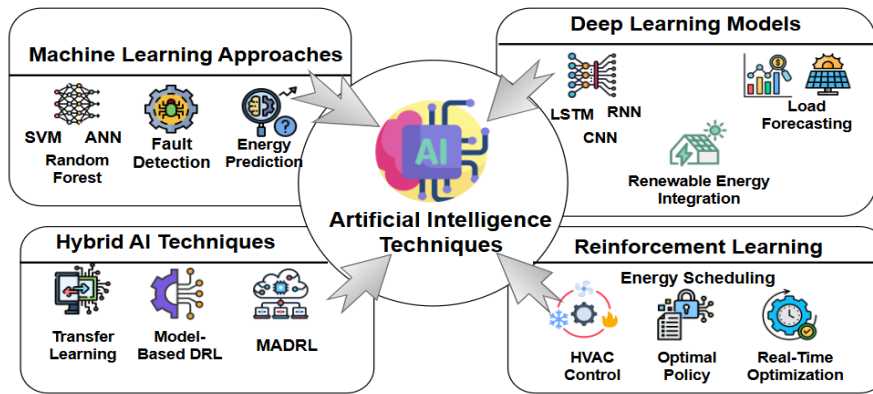 Machine Learning Approaches
SVM ANN
Random
Forest
Fault
Detection
Energy
Prediction
Deep Learning Models
LSTM RNN
CNN
Load
Forecasting
Renewable Energy
Integration
AI
Artificial Intelligence
Techniques
Hybrid AI Techniques
Transfer
Learning
Model-
Based DRL
MADRL
Reinforcement Learning
Energy Scheduling
HVAC
Control
Optimal
Policy
Real-Time
Optimization